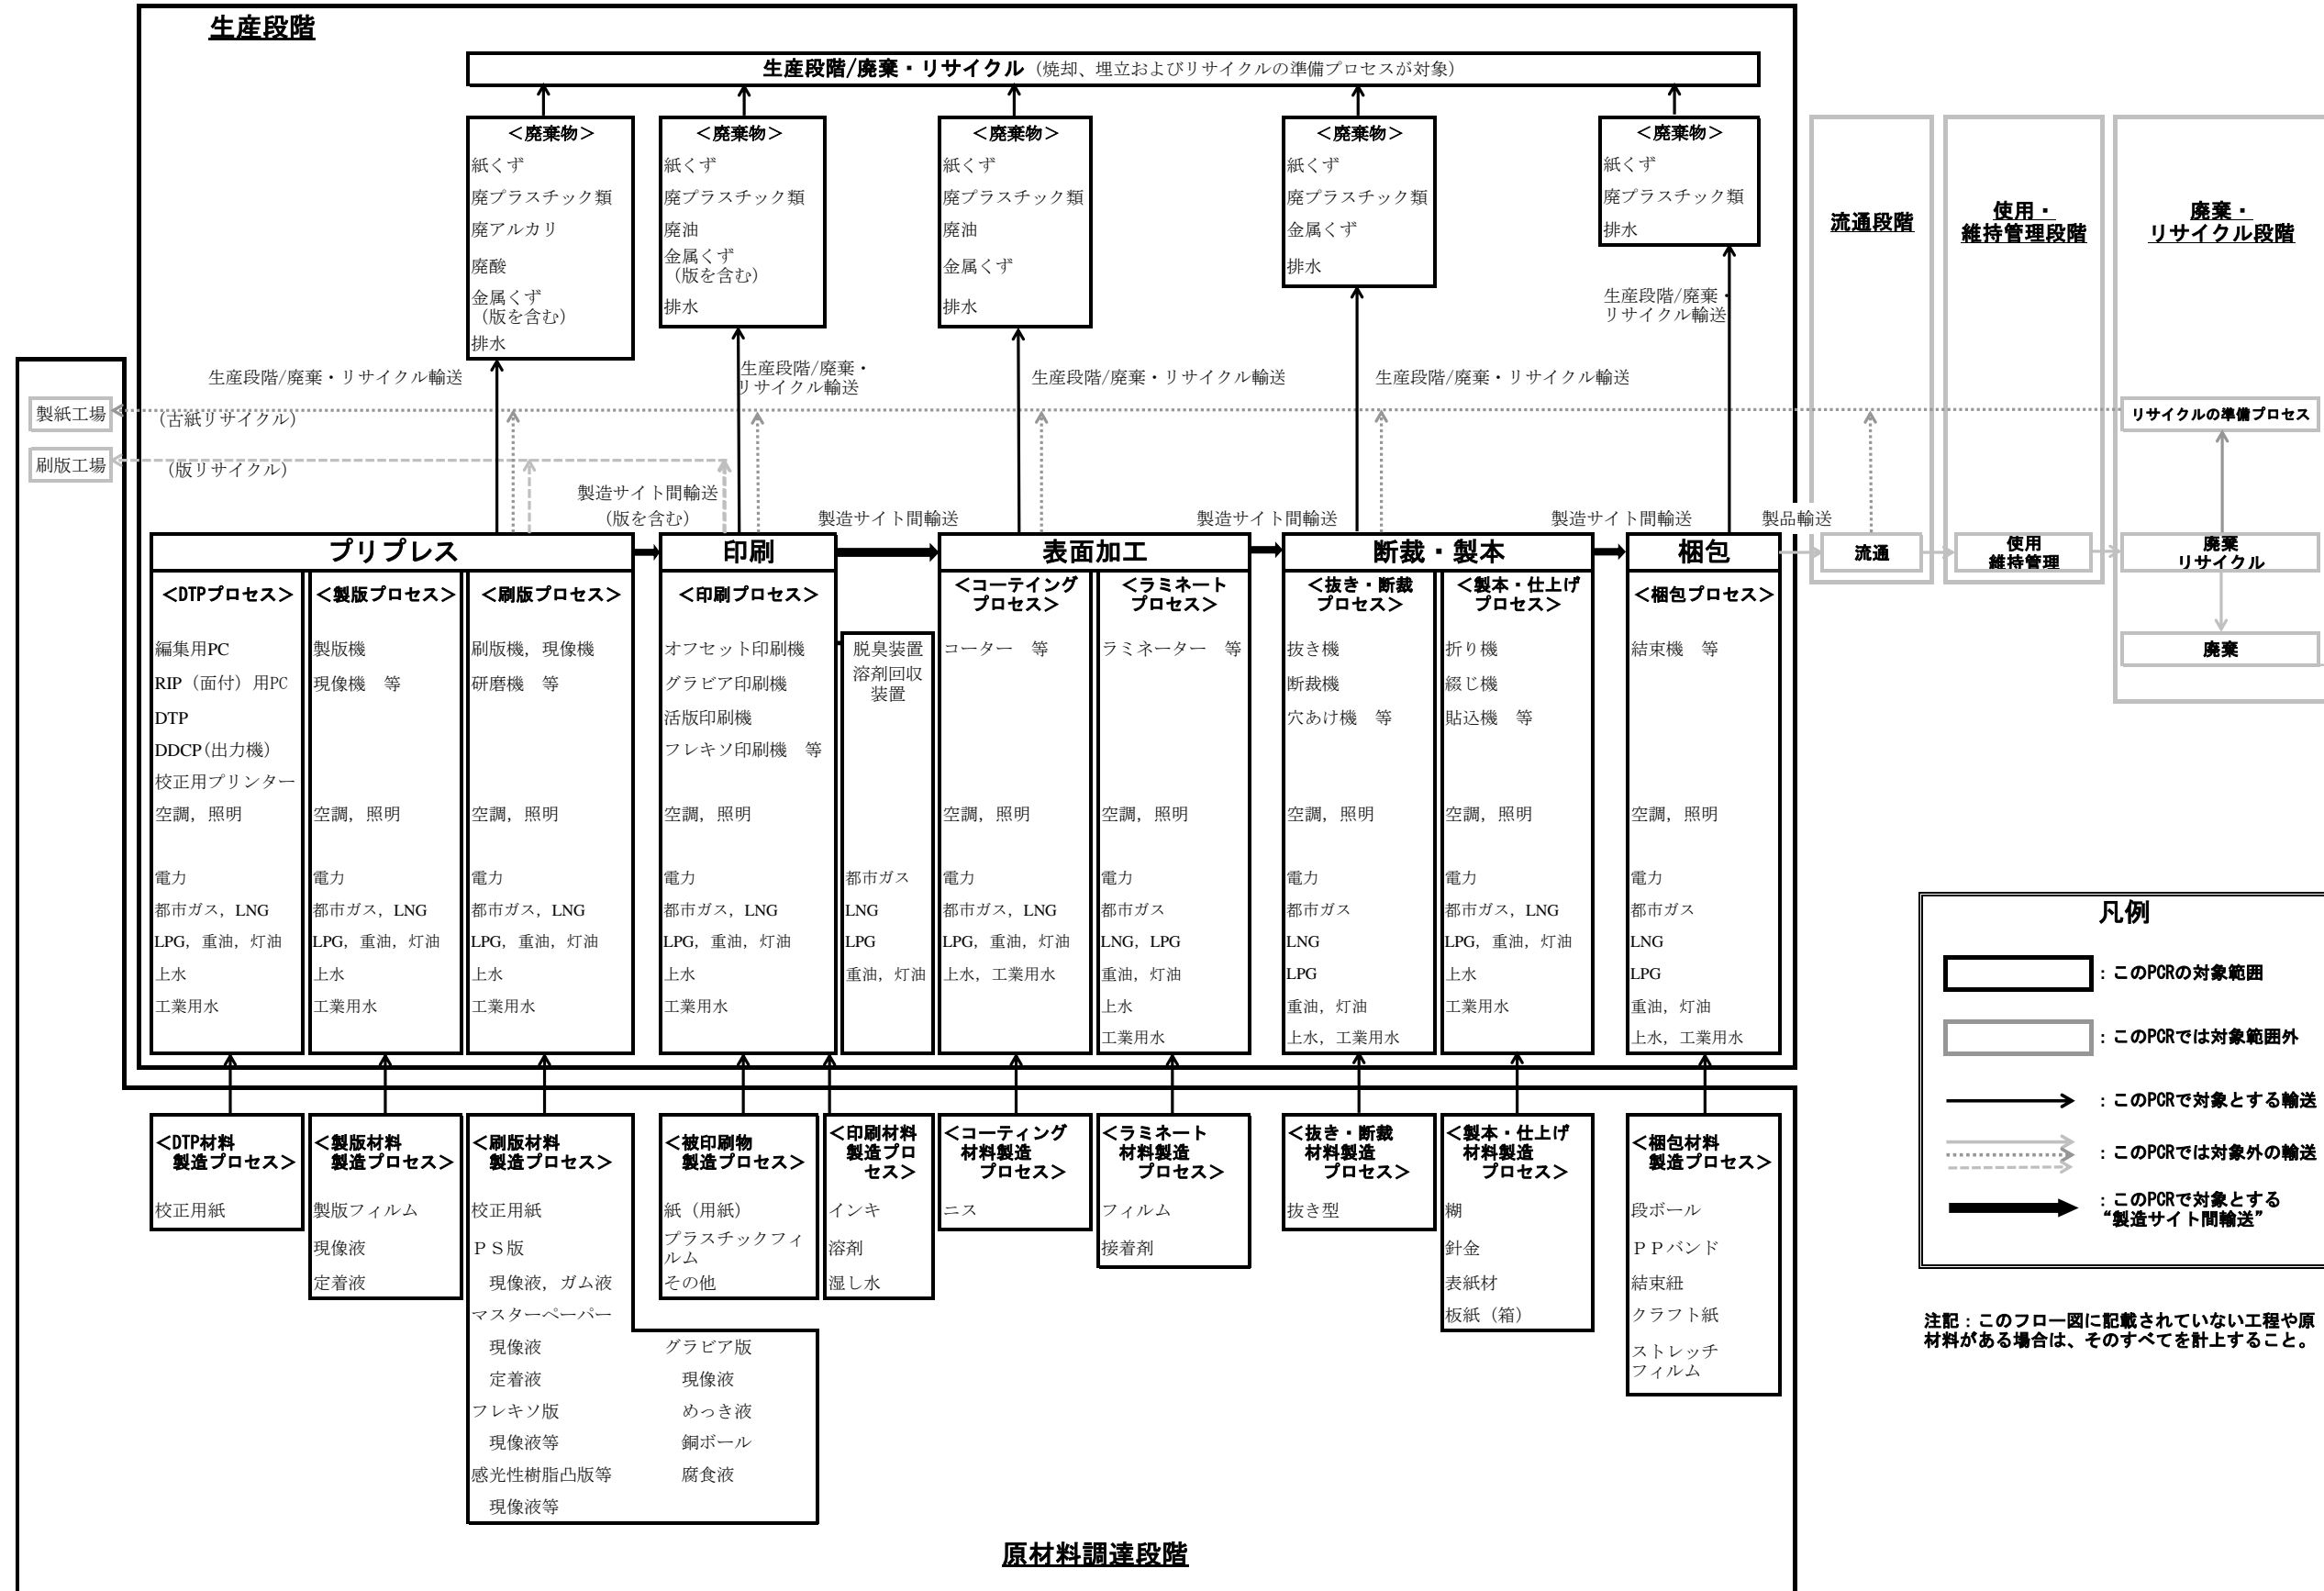 生産段階
生産段階/廃棄・リサイクル（焼却、埋立およびリサイクルの準備プロセスが対象）
＜廃棄物＞
紙くず
廃プラスチック類
廃アルカリ
廃酸
金属くず
（版を含む）
排水
＜廃棄物＞
紙くず
廃プラスチック類
廃油
金属くず
（版を含む）
排水
＜廃棄物＞
紙くず
廃プラスチック類
廃油
金属くず
排水
＜廃棄物＞
紙くず
廃プラスチック類
金属くず
排水
＜廃棄物＞
紙くず
廃プラスチック類
排水
流通段階
使用・
維持管理段階
廃棄・
リサイクル段階
生産段階/廃棄・リサイクル輸送
生産段階/廃棄・
リサイクル輸送
生産段階/廃棄・リサイクル輸送
生産段階/廃棄・リサイクル輸送
生産段階/廃棄・
リサイクル輸送
製紙工場
（古紙リサイクル）
リサイクルの準備プロセス
刷版工場
（版リサイクル）
製造サイト間輸送
（版を含む）
製造サイト間輸送
製造サイト間輸送
製造サイト間輸送
製品輸送
プリプレス
印刷
表面加工
断裁・製本
梱包
流通
使用
維持管理
廃棄
リサイクル
廃棄
＜DTPプロセス＞
編集用PC
RIP（面付）用PC
DTP
DDCP(出力機）
校正用プリンター
空調，照明
電力
都市ガス，LNG
LPG，重油，灯油
上水
工業用水
＜製版プロセス＞
製版機
現像機　等
空調，照明
電力
都市ガス，LNG
LPG，重油，灯油
上水
工業用水
＜刷版プロセス＞
刷版機，現像機
研磨機　等
空調，照明
電力
都市ガス，LNG
LPG，重油，灯油
上水
工業用水
＜印刷プロセス＞
オフセット印刷機
グラビア印刷機
活版印刷機
フレキソ印刷機　等
空調，照明
電力
都市ガス，LNG
LPG，重油，灯油
上水
工業用水
脱臭装置
溶剤回収
装置
都市ガス
LNG
LPG
重油，灯油
＜コーテイング
プロセス＞
コーター　等
空調，照明
電力
都市ガス，LNG
LPG，重油，灯油
上水，工業用水
＜ラミネート
プロセス＞
ラミネーター　等
空調，照明
電力
都市ガス
LNG，LPG
重油，灯油
上水
工業用水
＜抜き・断裁
プロセス＞
抜き機
断裁機
穴あけ機　等
空調，照明
電力
都市ガス
LNG
LPG
重油，灯油
上水，工業用水
＜製本・仕上げ
プロセス＞
折り機
綴じ機
貼込機　等
空調，照明
電力
都市ガス，LNG
LPG，重油，灯油
上水
工業用水
＜梱包プロセス＞
結束機　等
空調，照明
電力
都市ガス
LNG
LPG
重油，灯油
上水，工業用水
＜DTP材料
製造プロセス＞
校正用紙
＜製版材料
製造プロセス＞
製版フィルム
現像液
定着液
＜刷版材料
製造プロセス＞
校正用紙
ＰＳ版
現像液，ガム液
マスターペーパー
現像液
定着液
フレキソ版
現像液等
感光性樹脂凸版等
現像液等
グラビア版
現像液
めっき液
銅ボール
腐食液
＜被印刷物
製造プロセス＞
紙（用紙）
プラスチックフィ
ルム
その他
＜印刷材料
製造プロ
セス＞
インキ
溶剤
湿し水
＜コーティング
材料製造
プロセス＞
ニス
＜ラミネート
材料製造
プロセス＞
フィルム
接着剤
＜抜き・断裁
材料製造
プロセス＞
抜き型
＜製本・仕上げ
材料製造
プロセス＞
糊
針金
表紙材
板紙（箱）
＜梱包材料
製造プロセス＞
段ボール
ＰＰバンド
結束紐
クラフト紙
ストレッチ
フィルム
原材料調達段階
凡例
：このPCRの対象範囲
：このPCRでは対象範囲外
：このPCRで対象とする輸送
：このPCRでは対象外の輸送
：このPCRで対象とする
“製造サイト間輸送”
注記：このフロー図に記載されていない工程や原
材料がある場合は、そのすべてを計上すること。